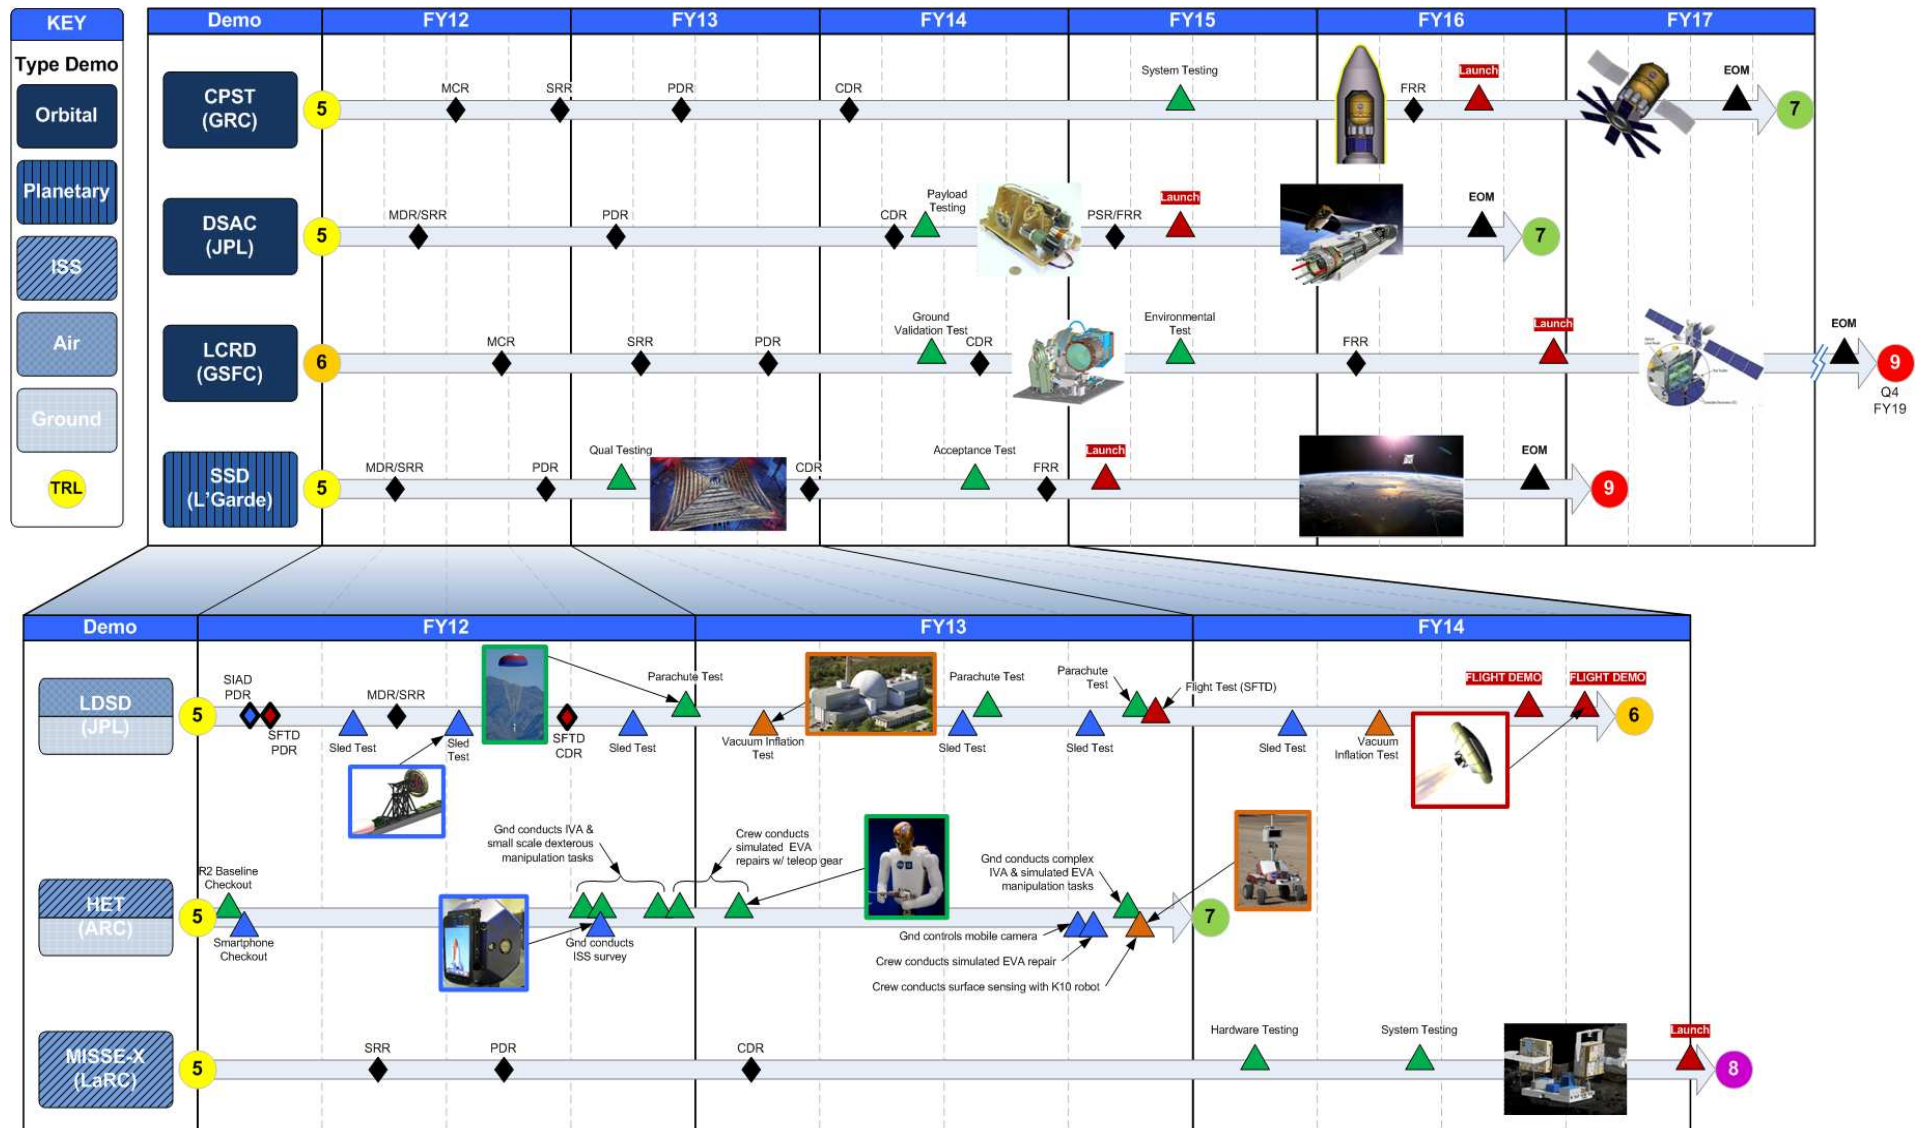 KEY
Type Demo
Orbital
Planetary
ISS
Air
Ground
TRL
Demo FY12 FY13 FY14 FY15 FY16 FY17
CPST
(GRC)
5
MCR
SRR
PDR
CDR
System Testing
FRR
Launch
EOM
7
DSAC
(JPL)
5
MDR/SRR
PDR
CDR
Payload
Testing
PSR/FRR
Launch
EOM
7
LCRD
(GSFC)
6
MCR
SRR
PDR
Ground
Validation Test
CDR
Environmental
Test
FRR
Launch
EOM
9
Q4
FY19
SSD
(L'Garde)
5
MDR/SRR
PDR
Qual Testing
CDR
Acceptance Test
FRR
Launch
EOM
9
Demo FY12 FY13 FY14
LDSD
(JPL)
5
SIAD
PDR
SFTD
PDR
Sled Test
MDR/SRR
Sled
Test
SFTD
CDR
Sled Test
Parachute Test
Vacuum Inflation
Test
Sled Test
Parachute Test
Sled Test
Parachute
Test
Flight Test (SFTD)
Sled Test
Vacuum
Inflation Test
FLIGHT DEMO
FLIGHT DEMO
6
HET
(ARC)
5
R2 Baseline
Checkout
Smartphone
Checkout
Gnd conducts IVA &
small scale dexterous
manipulation tasks
Gnd conducts
ISS survey
Crew conducts
simulated EVA
repairs w/ teleop gear
Gnd conducts complex
IVA & simulated EVA
manipulation tasks
Gnd controls mobile camera
Crew conducts simulated EVA repair
Crew conducts surface sensing with K10 robot
7
MISSE-X
(LaRC)
5
SRR
PDR
CDR
Hardware Testing
System Testing
Launch
8